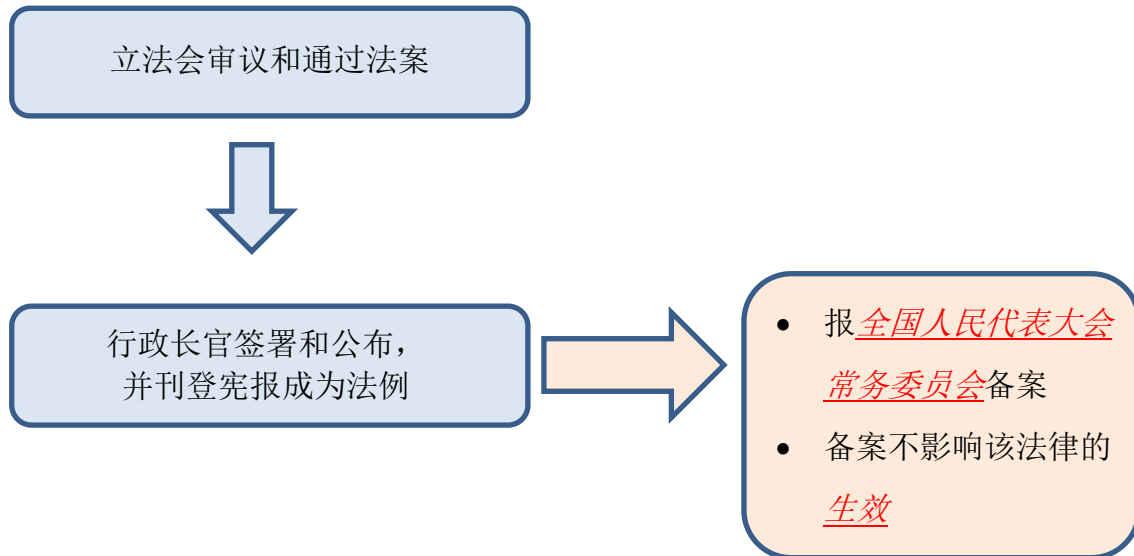 立法会审议和通过法案
行政长官签署和公布，
并刊登宪报成为法例
• 报全国人民代表大会
常务委员会备案
• 备案不影响该法律的
生效